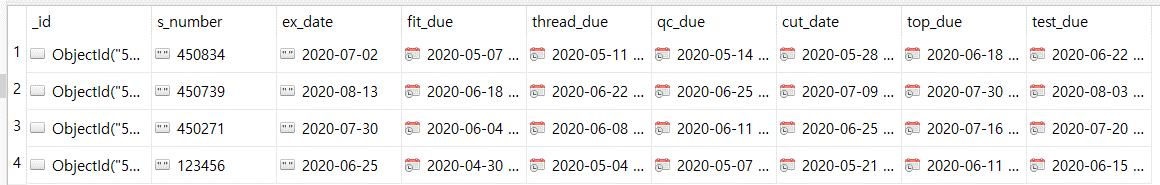 _id s_number ex_date fit_due thread_due qc_due cut_date top_due test_due
1 ObjectId("5... "" 450834 "" 2020-07-02 2020-05-07 ... 2020-05-11 ... 2020-05-14 ... 2020-05-28 ... 2020-06-18 ... 2020-06-22 ...
2 ObjectId("5... "" 450739 "" 2020-08-13 2020-06-18 ... 2020-06-22 ... 2020-06-25 ... 2020-07-09 ... 2020-07-30 ... 2020-08-03 ...
3 ObjectId("5... "" 450271 "" 2020-07-30 2020-06-04 ... 2020-06-08 ... 2020-06-11 ... 2020-06-25 ... 2020-07-16 ... 2020-07-20 ...
4 ObjectId("5... "" 123456 "" 2020-06-25 2020-04-30 ... 2020-05-04 ... 2020-05-07 ... 2020-05-21 ... 2020-06-11 ... 2020-06-15 ...